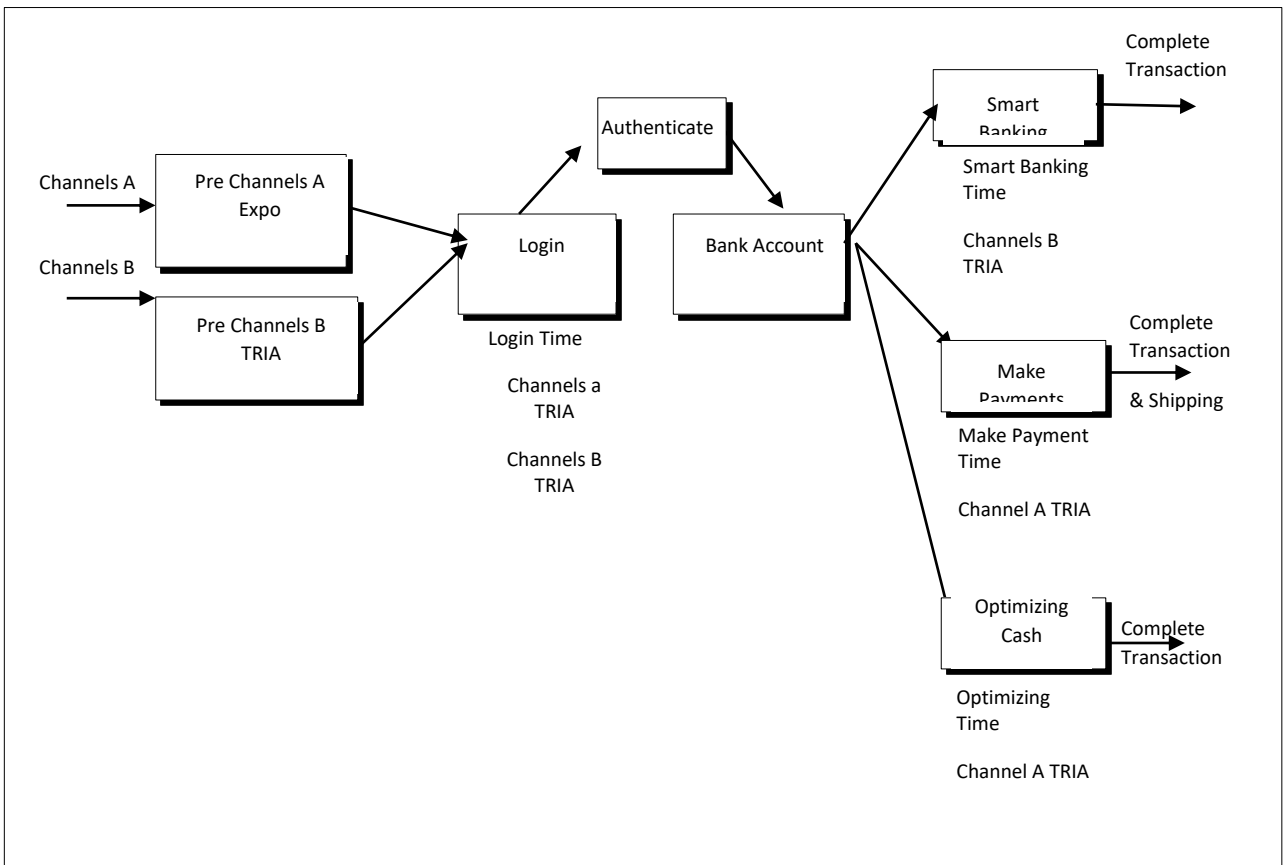 Channels A
Pre Channels A
Expo
Channels B
Pre Channels B
TRIA
Login
Login Time
Channels a
TRIA
Channels B
TRIA
Authenticate
Bank Account
Smart
Banking
Complete
Transaction
Smart Banking
Time
Channels B
TRIA
Make
Payments
Complete
Transaction
& Shipping
Make Payment
Time
Channel A TRIA
Optimizing
Cash
Complete
Transaction
Optimizing
Time
Channel A TRIA